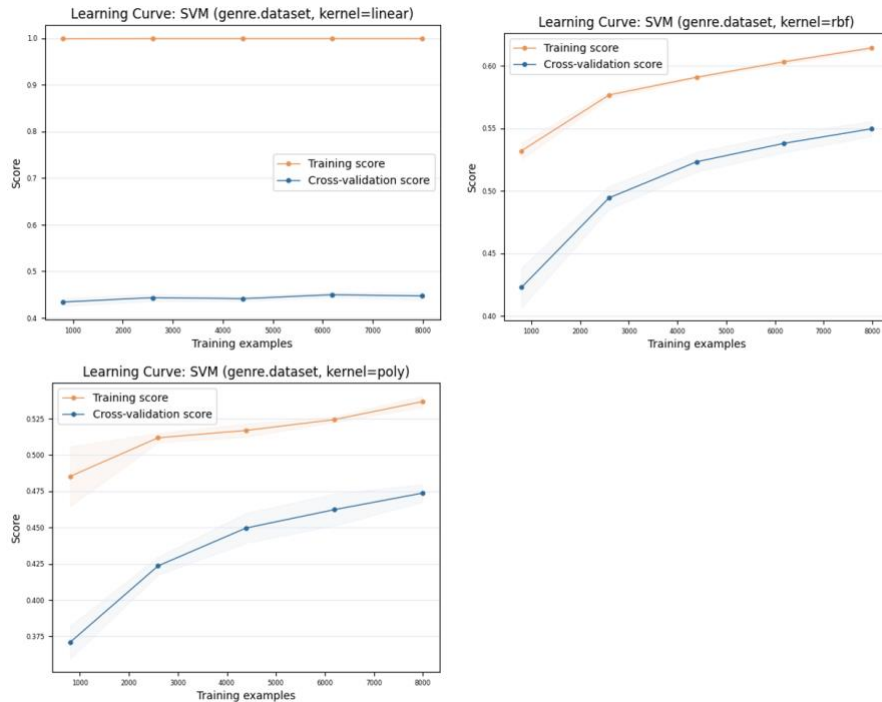 Learning Curve: SVM (genre.dataset, kernel=linear)
1.0
0.9
0.8
0.7
0.6
0.5
0.4
Score
Training score
Cross-validation score
1000 2000 3000 4000 5000 6000 7000 8000
Training examples
Learning Curve: SVM (genre.dataset, kernel=rbf)
Training score
Cross-validation score
0.60
0.55
0.50
0.45
0.40
Score
1000 2000 3000 4000 5000 6000 7000 8000
Training examples
Learning Curve: SVM (genre.dataset, kernel=poly)
Training score
Cross-validation score
0.525
0.500
0.475
0.450
0.425
0.400
0.375
Score
1000 2000 3000 4000 5000 6000 7000 8000
Training examples